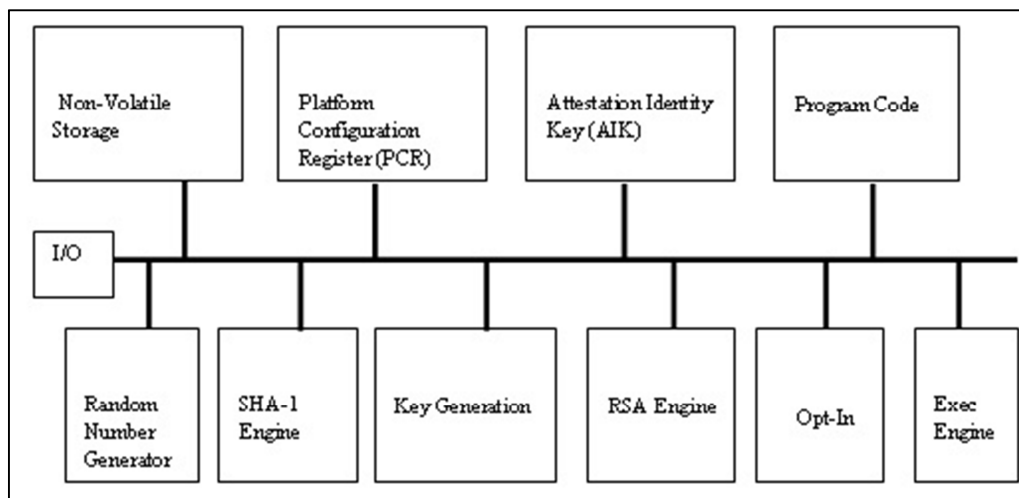 Non-Volatile
Storage
Platform
Configuration
Register (PCR)
Attestation Identity
Key (AIK)
Program Code
I/O
Random
Number
Generator
SHA-1
Engine
Key Generation
RSA Engine
Opt-In
Exec
Engine